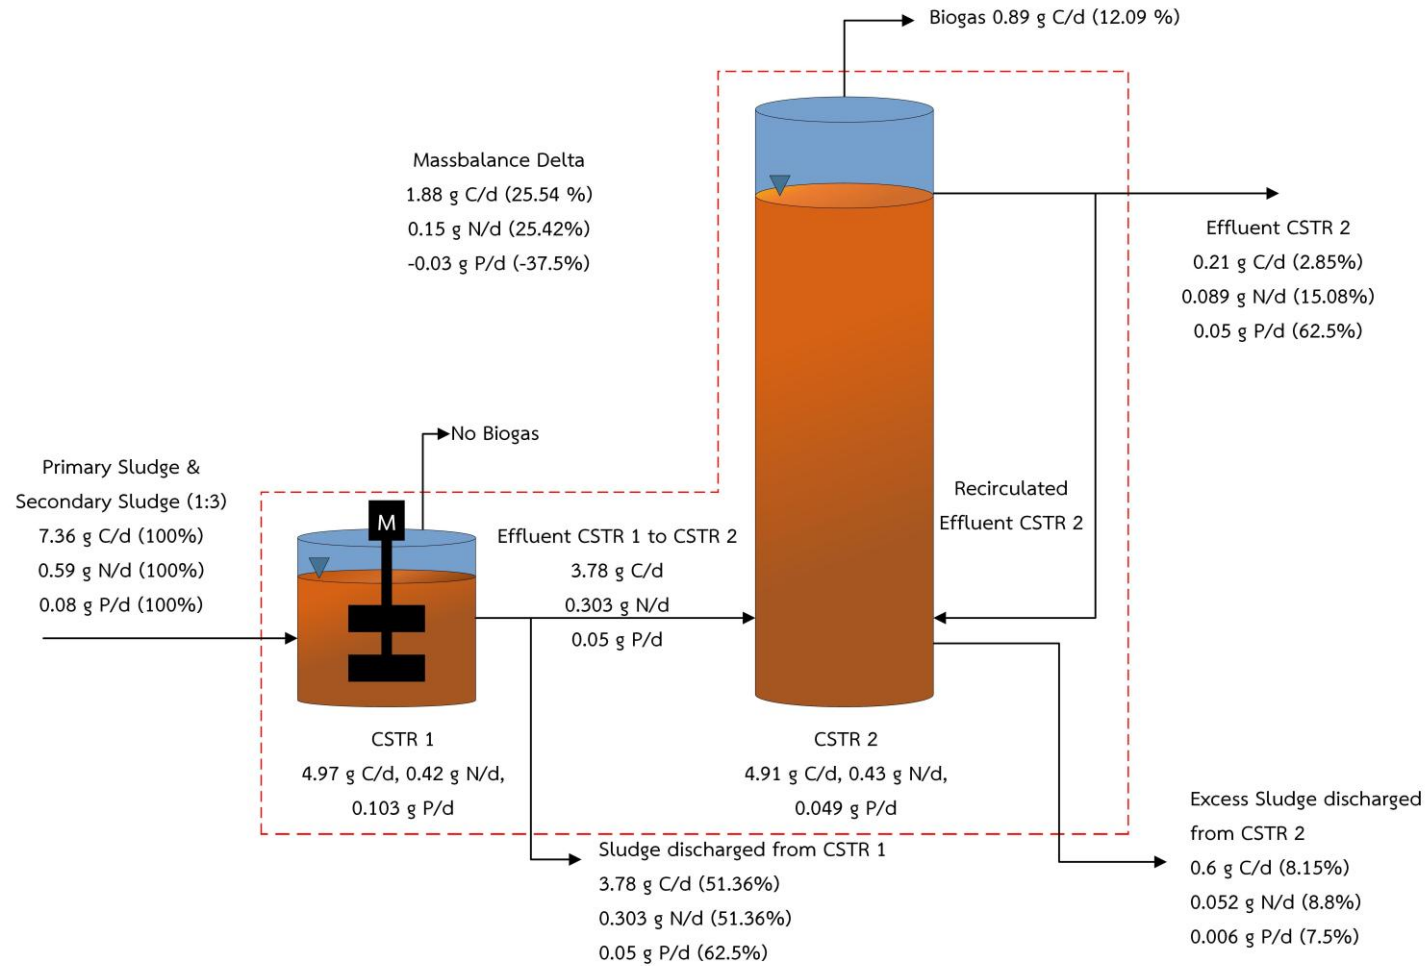 Biogas 0.89 g C/d (12.09 %)
Massbalance Delta
1.88 g C/d (25.54 %)
0.15 g N/d (25.42%)
-0.03 g P/d (-37.5%)
Effluent CSTR 2
0.21 g C/d (2.85%)
0.089 g N/d (15.08%)
0.05 g P/d (62.5%)
No Biogas
Primary Sludge &
Secondary Sludge (1:3)
7.36 g C/d (100%)
0.59 g N/d (100%)
0.08 g P/d (100%)
M
Effluent CSTR 1 to CSTR 2
3.78 g C/d
0.303 g N/d
0.05 g P/d
Recirculated
Effluent CSTR 2
CSTR 1
4.97 g C/d, 0.42 g N/d,
0.103 g P/d
CSTR 2
4.91 g C/d, 0.43 g N/d,
0.049 g P/d
Sludge discharged from CSTR 1
3.78 g C/d (51.36%)
0.303 g N/d (51.36%)
0.05 g P/d (62.5%)
Excess Sludge discharged
from CSTR 2
0.6 g C/d (8.15%)
0.052 g N/d (8.8%)
0.006 g P/d (7.5%)